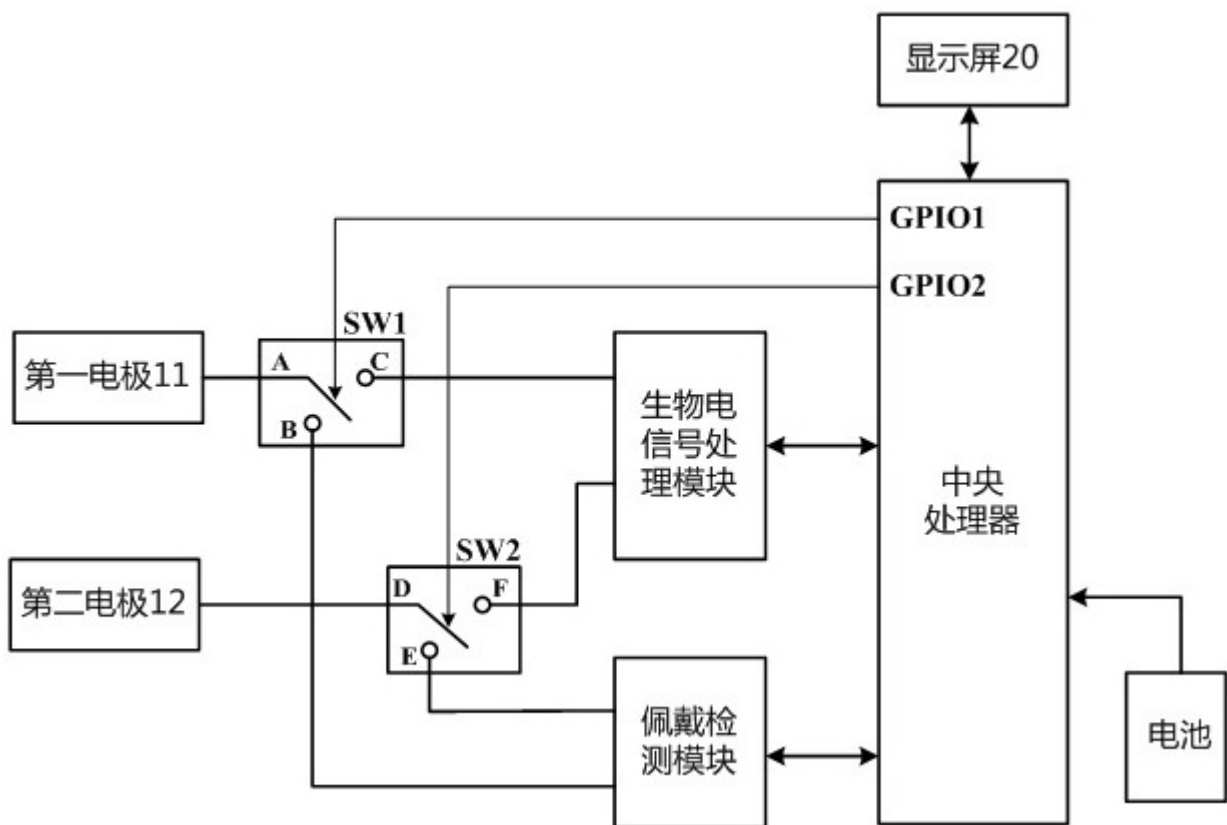 显示屏20
GPIO1
GPIO2
SW1
第一电极11
A
C
B
生物电
信号处
理模块
中央
处理器
SW2
第二电极12
D
F
E
佩戴检
测模块
电池